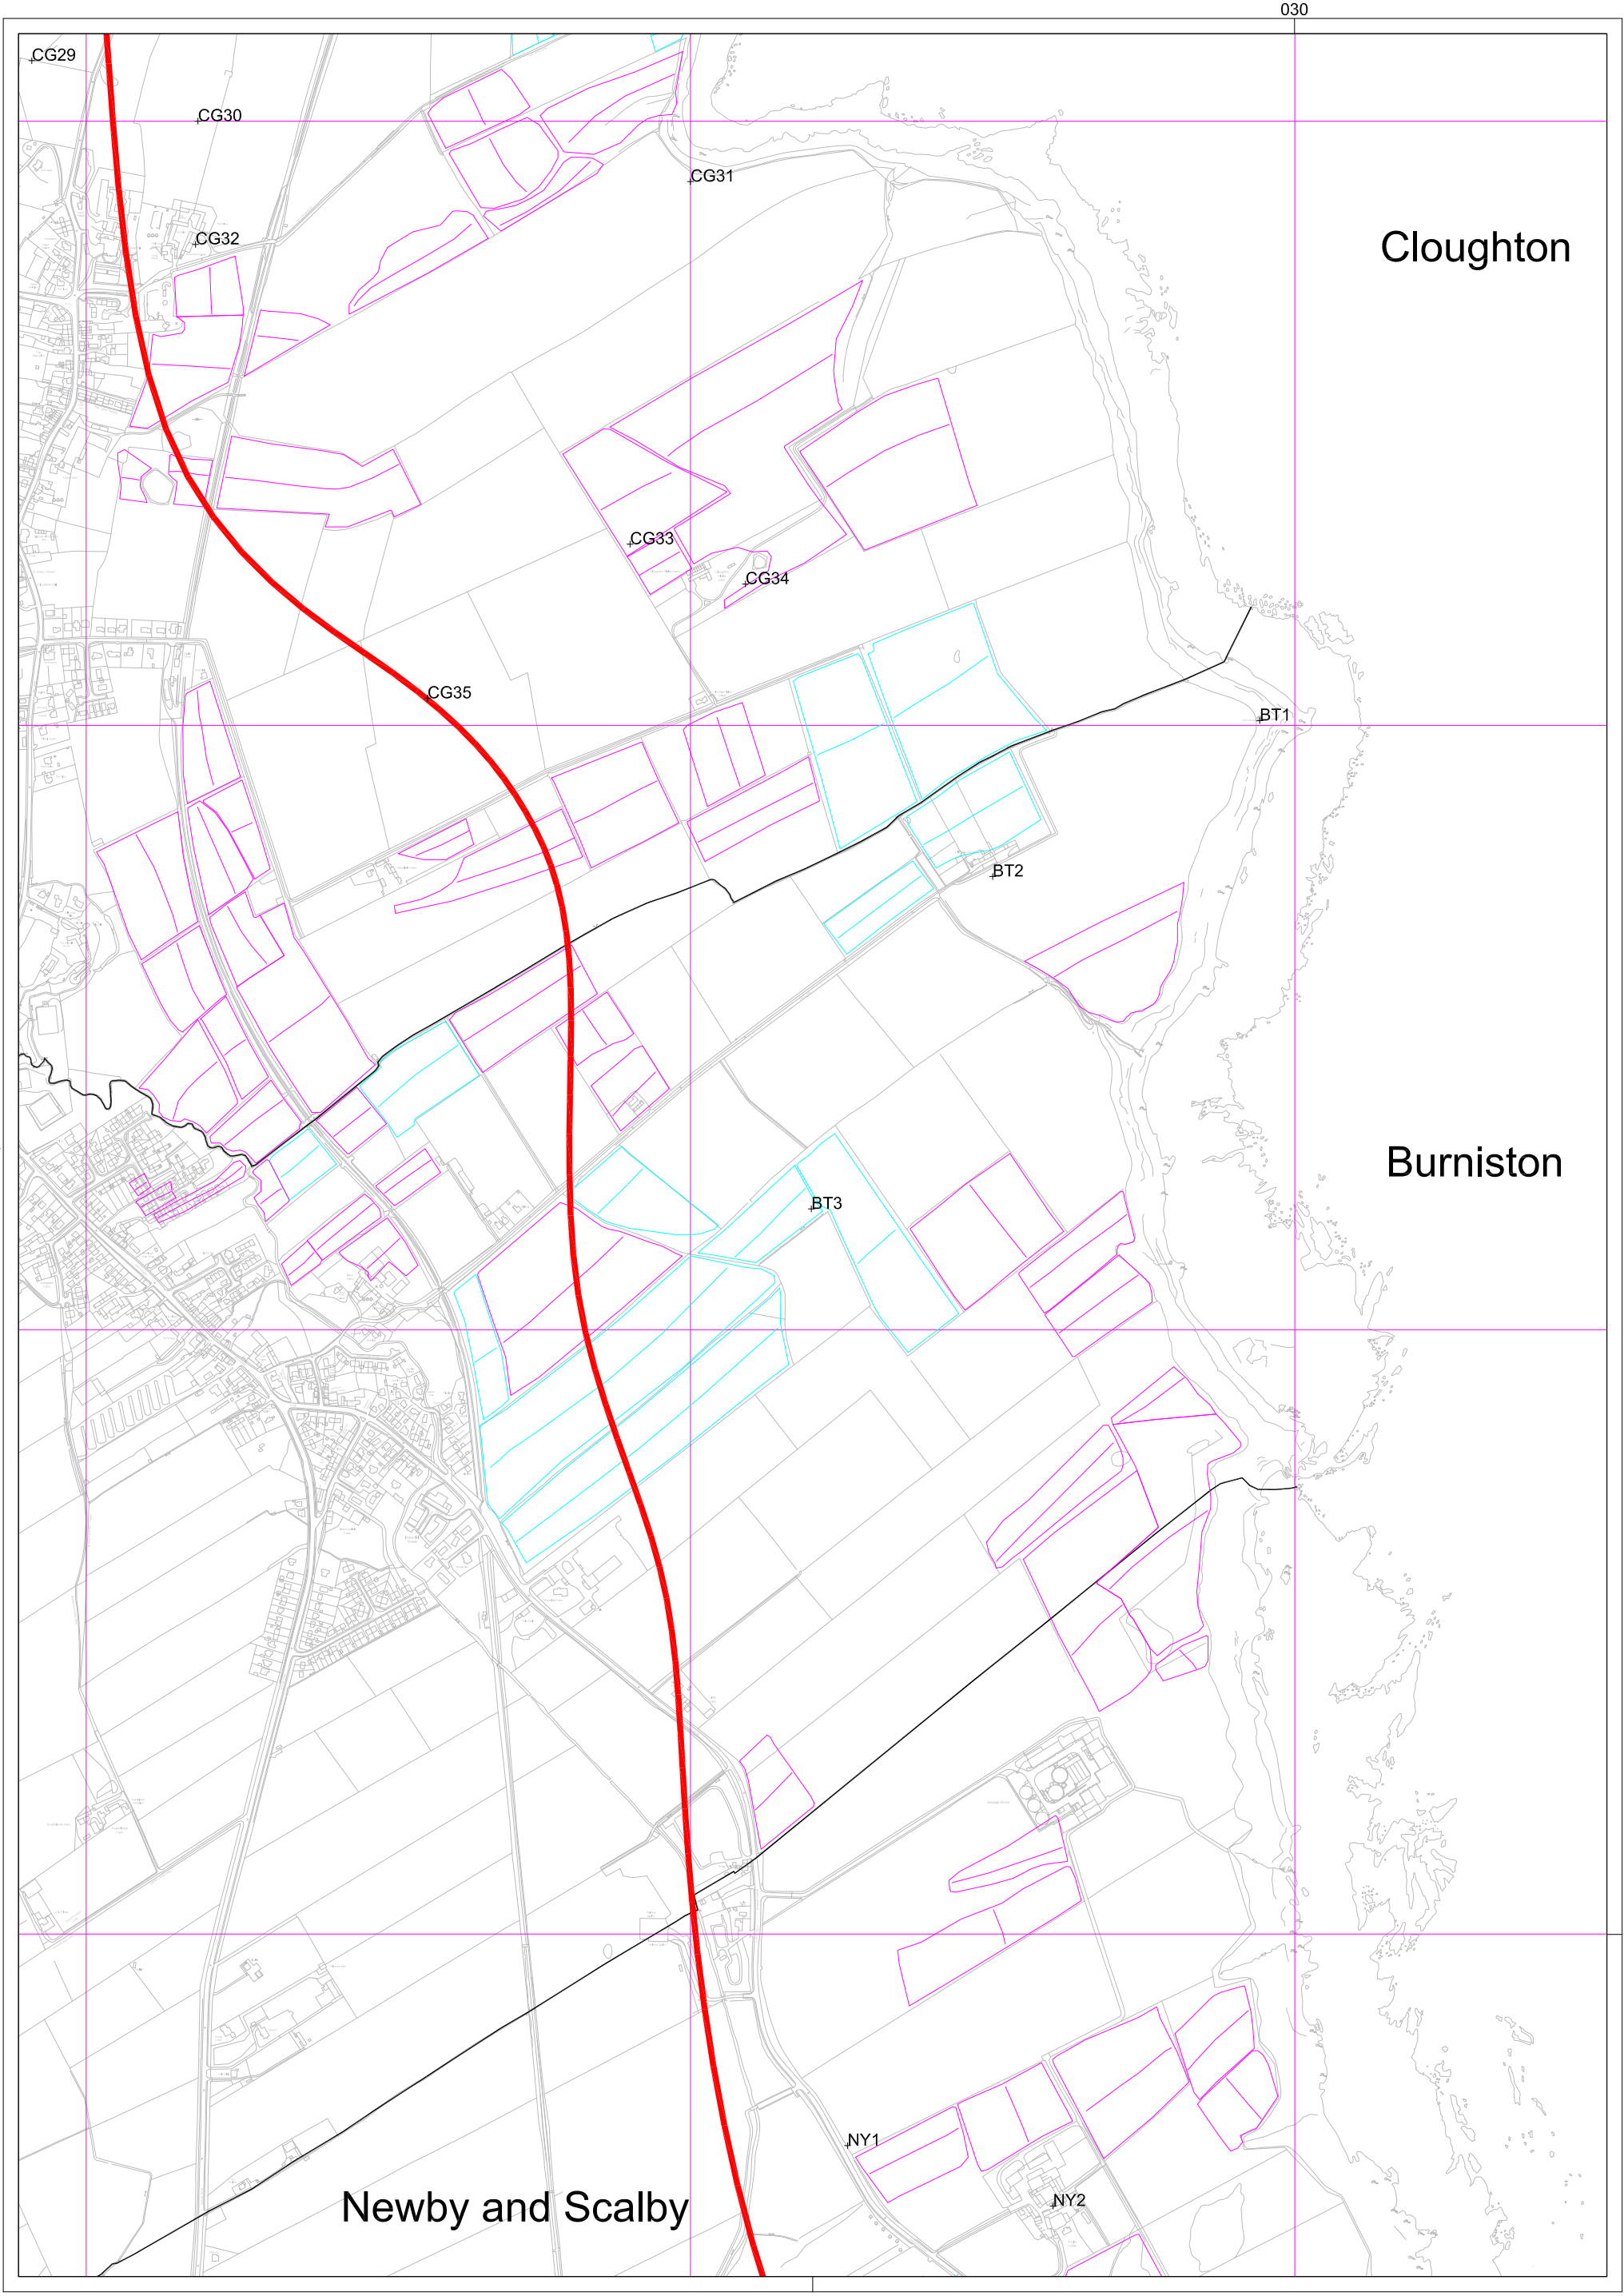 030
CG29
CG30
CG31
CG32
Cloughton
CG33
CG34
CG35
BT1
BT2
Burniston
BT3
NY1
NY2
Newby and Scalby